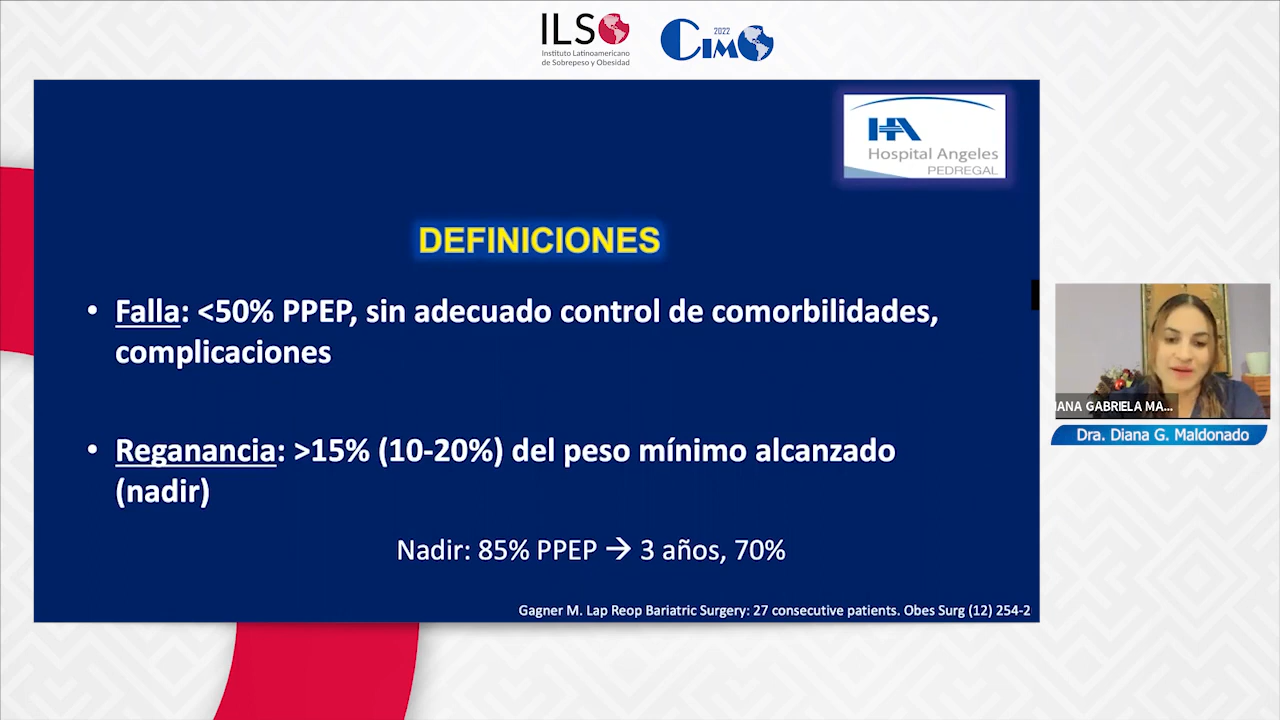 ILSO
Instituto Latinoamericano
de Sobrepeso y Obesidad
2022
CIMO
HA
Hospital Angeles
PEDREGAL
DEFINICIONES
• Falla: <50% PPEP, sin adecuado control de comorbilidades,
complicaciones
• Reganancia: >15% (10-20%) del peso mínimo alcanzado
(nadir)
Nadir: 85% PPEP → 3 años, 70%
Gagner M. Lap Reop Bariatric Surgery: 27 consecutive patients. Obes Surg (12) 254-2
IANA GABRIELA MA...
Dra. Diana G. Maldonado